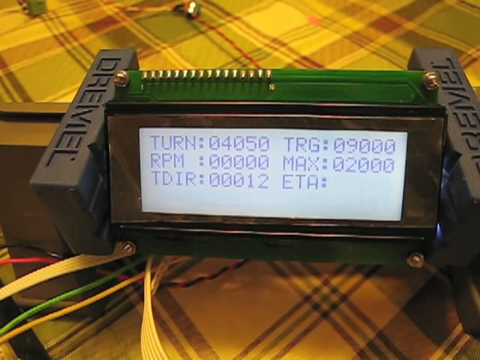 DREMEL
DREMEL
TURN:04050 TRG:09000
RPM :00000 MAX:02000
TDIR:00012 ETA: